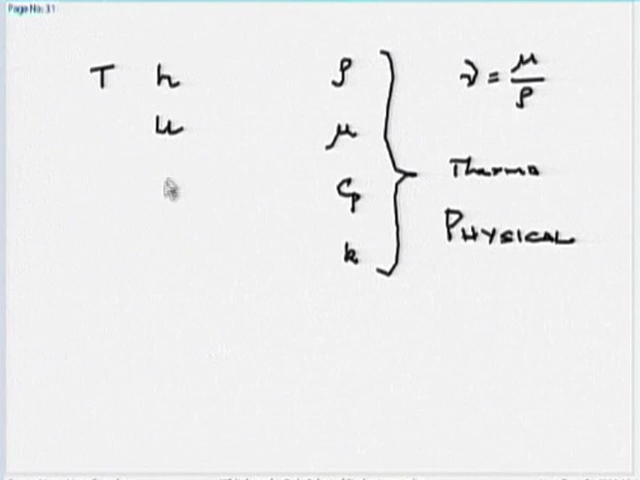 Page No: 31
T h ρ ν = μ/ρ
u μ
Thermo
Cp
Physical
k